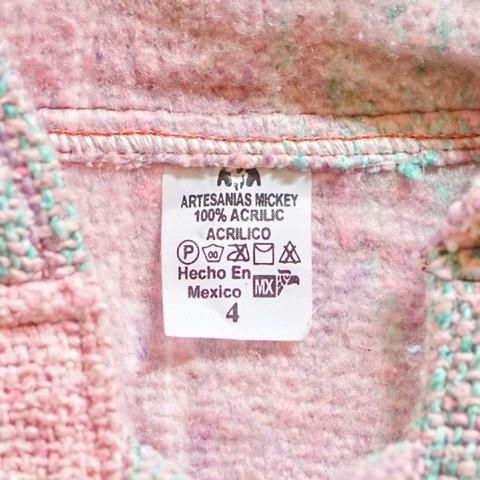 ARTESANIAS MICKEY
100% ACRILIC
ACRILICO
P
Hecho En
Mexico MX
4